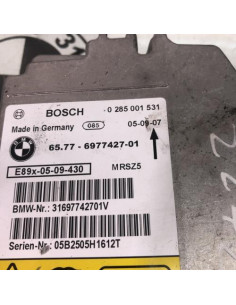 BOSCH 0 285 001 531
Made in Germany 085 05-09-07
65.77 - 6977427-01
E89x-05-09-430 MRSZ5
BMW-Nr.: 31697742701V
Serien-Nr.: 05B2505H1612T